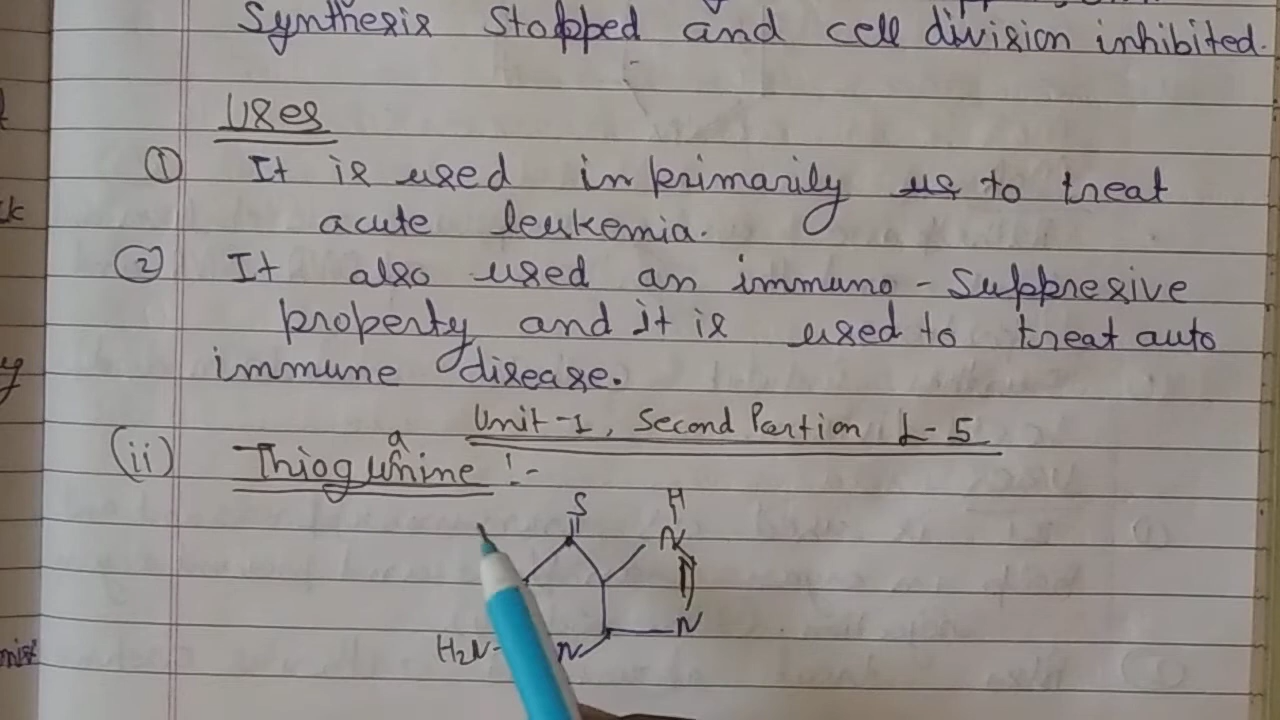 Synthesis Stopped and cell division inhibited.
Uses
① It is used in primarily us to treat
acute leukemia.
② It also used an immuno - Suppresive
property and it is used to treat auto
immune disease.
Unit-1, Second Partion L-5
(ii) Thioguanine :-
S H
N
N
H₂N- N